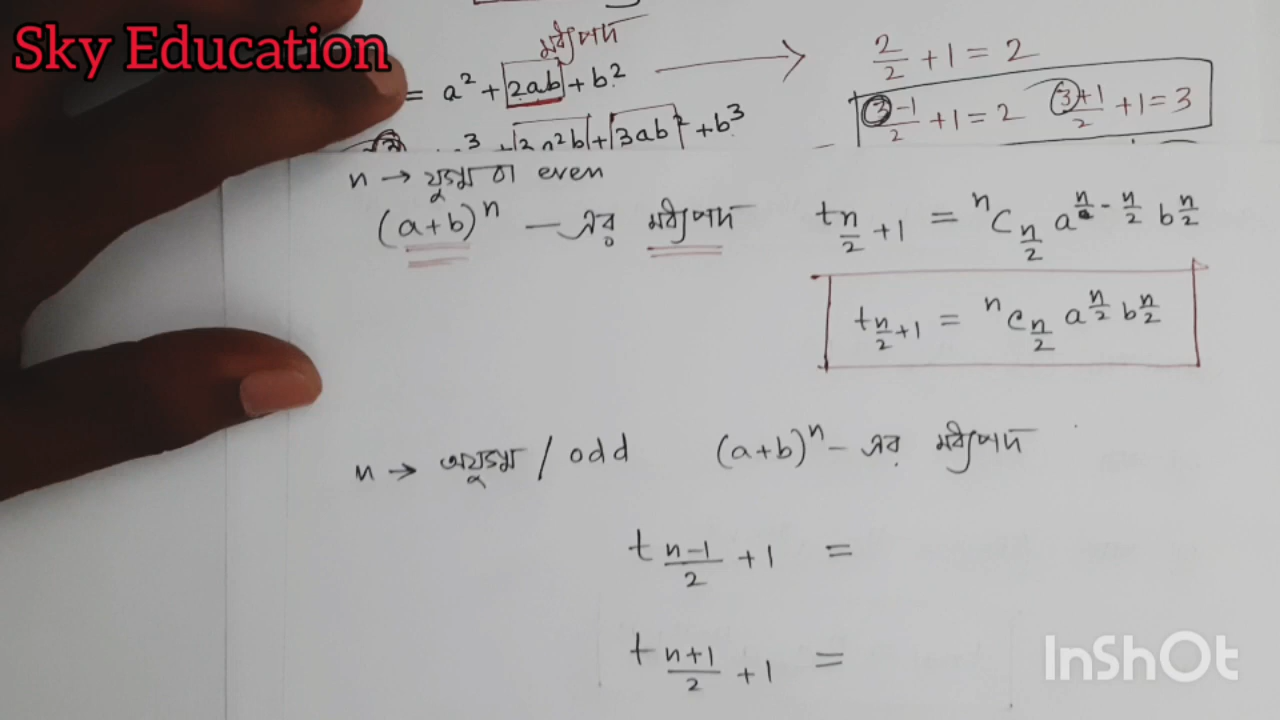 Sky Education
মধ্যপদ
= a² + 2ab + b² ⟶ 2/2 + 1 = 2
3 + 3a²b + 3ab² + b³ (3-1)/2 + 1 = 2 (3+1)/2 + 1 = 3
n → যুগ্ম বা even
(a+b)ⁿ — এর মধ্যপদ t_{n/2 + 1} = ⁿC_{n/2} a^{n - n/2} b^{n/2}
t_{n/2 + 1} = ⁿC_{n/2} a^{n/2} b^{n/2}
n → অযুগ্ম / odd (a+b)ⁿ - এর মধ্যপদ
t_{(n-1)/2 + 1} =
t_{(n+1)/2 + 1} =
InShOt